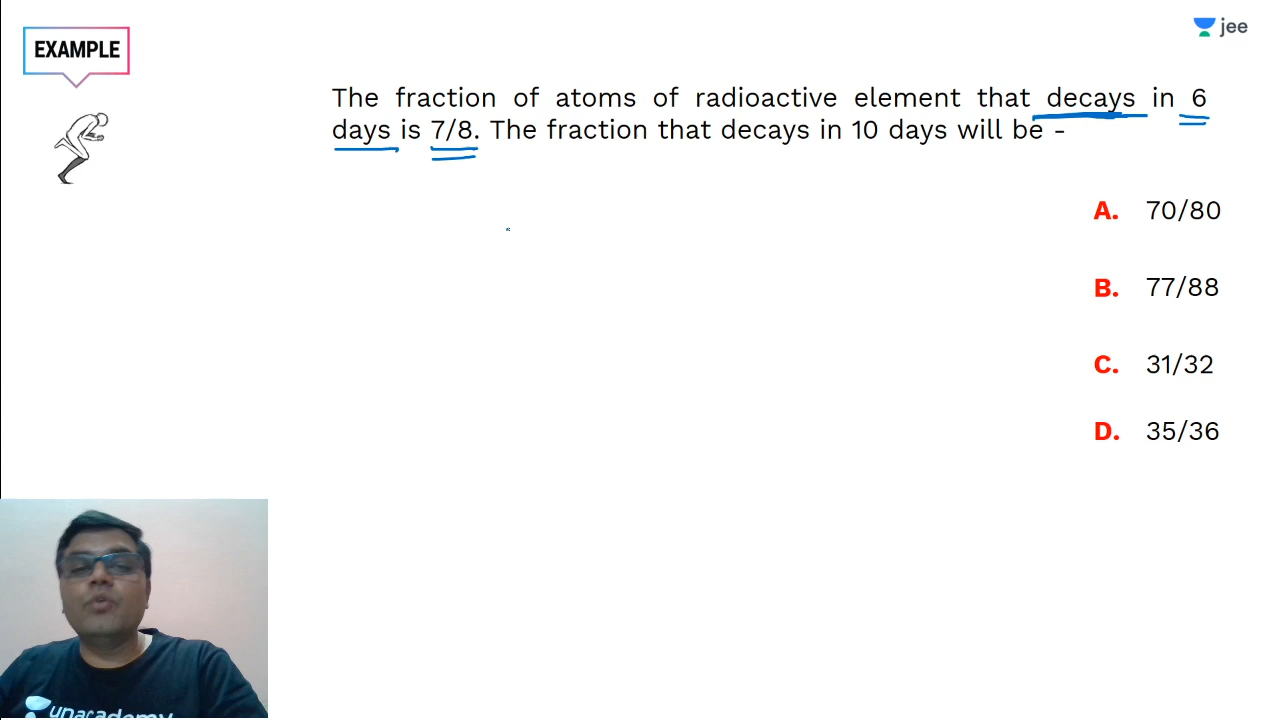 EXAMPLE
jee
The fraction of atoms of radioactive element that decays in 6
days is 7/8. The fraction that decays in 10 days will be -
A. 70/80
B. 77/88
C. 31/32
D. 35/36
unacademy